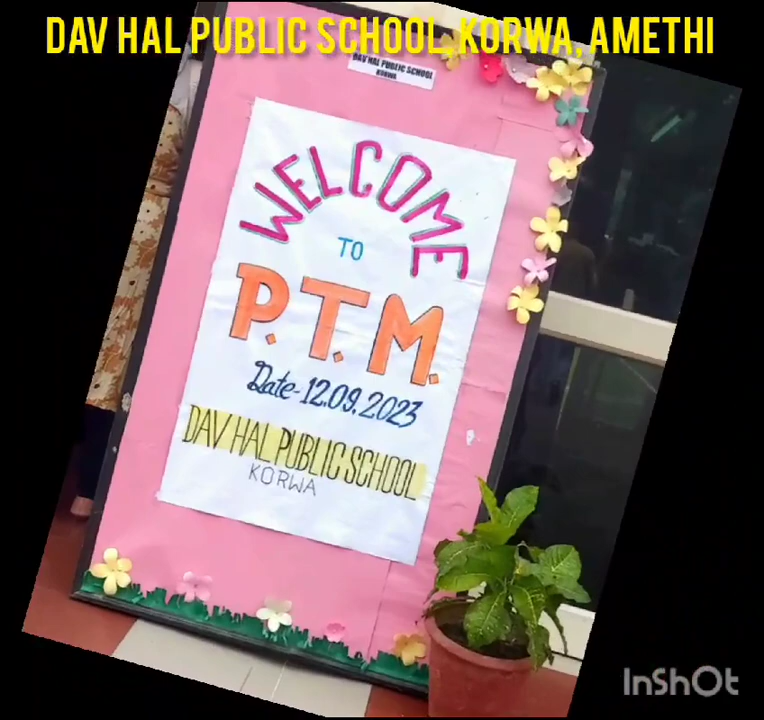 DAV HAL PUBLIC SCHOOL, KORWA, AMETHI
DAV HAL PUBLIC SCHOOL
KORWA
WELCOME
TO
P.T.M.
Date-12.09.2023
DAV HAL PUBLIC SCHOOL
KORWA
InShOt